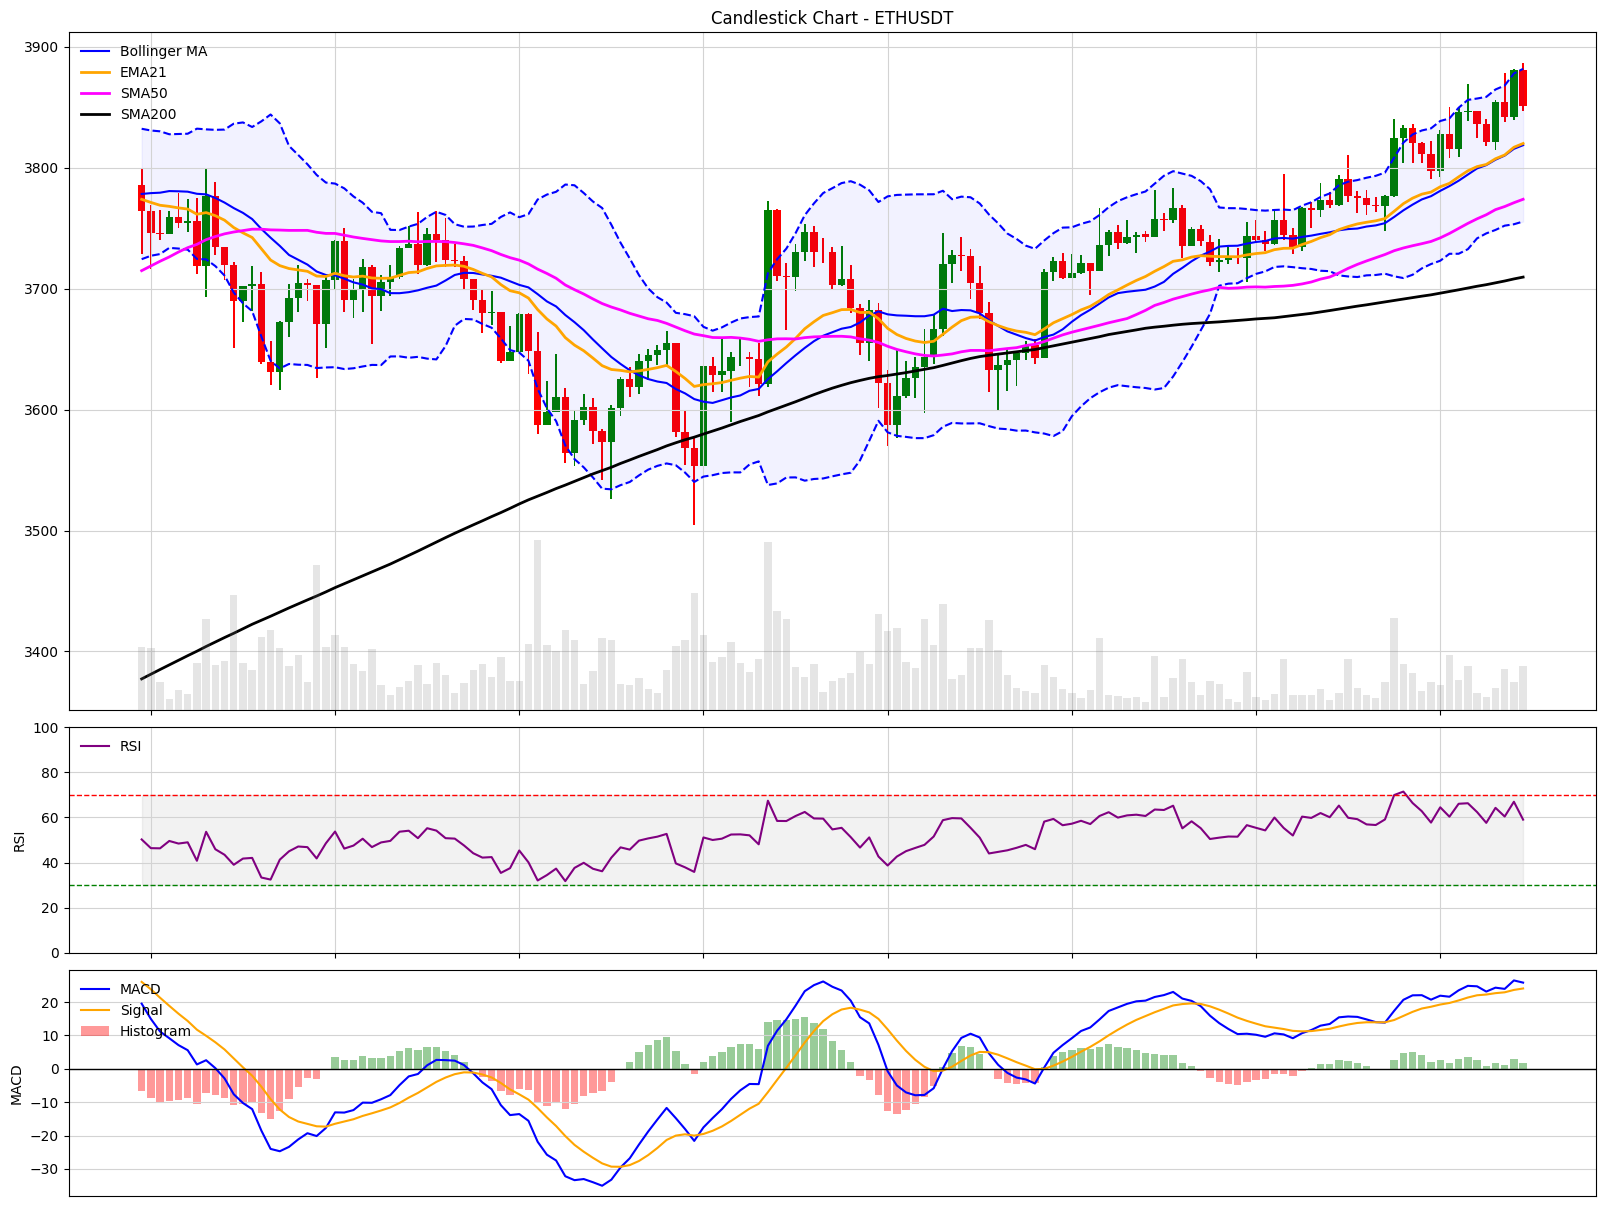 Candlestick Chart - ETHUSDT
3900
3800
3700
3600
3500
3400
Bollinger MA
EMA21
SMA50
SMA200
100
80
60
40
20
0
RSI
RSI
20
10
0
−10
−20
−30
MACD
MACD
Signal
Histogram